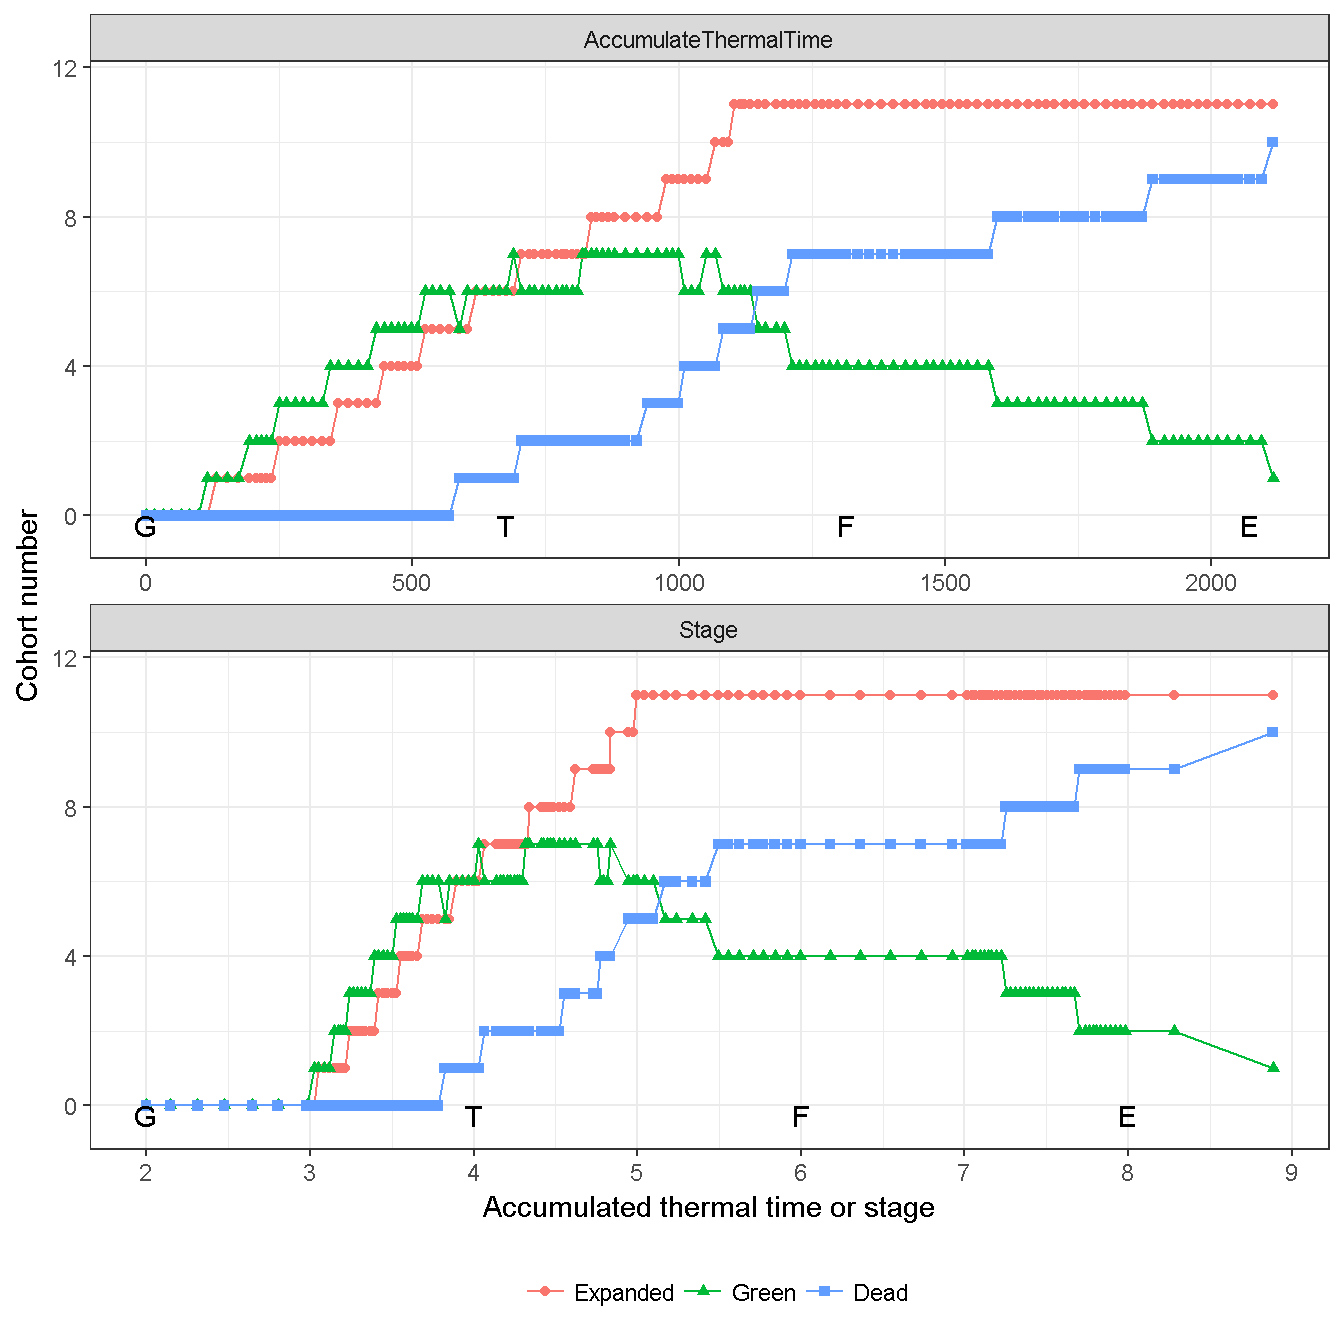 AccumulateThermalTime
12
8
4
0
G T F E
0 500 1000 1500 2000
Cohort number
Stage
12
8
4
0
G T F E
2 3 4 5 6 7 8 9
Accumulated thermal time or stage
Expanded Green Dead